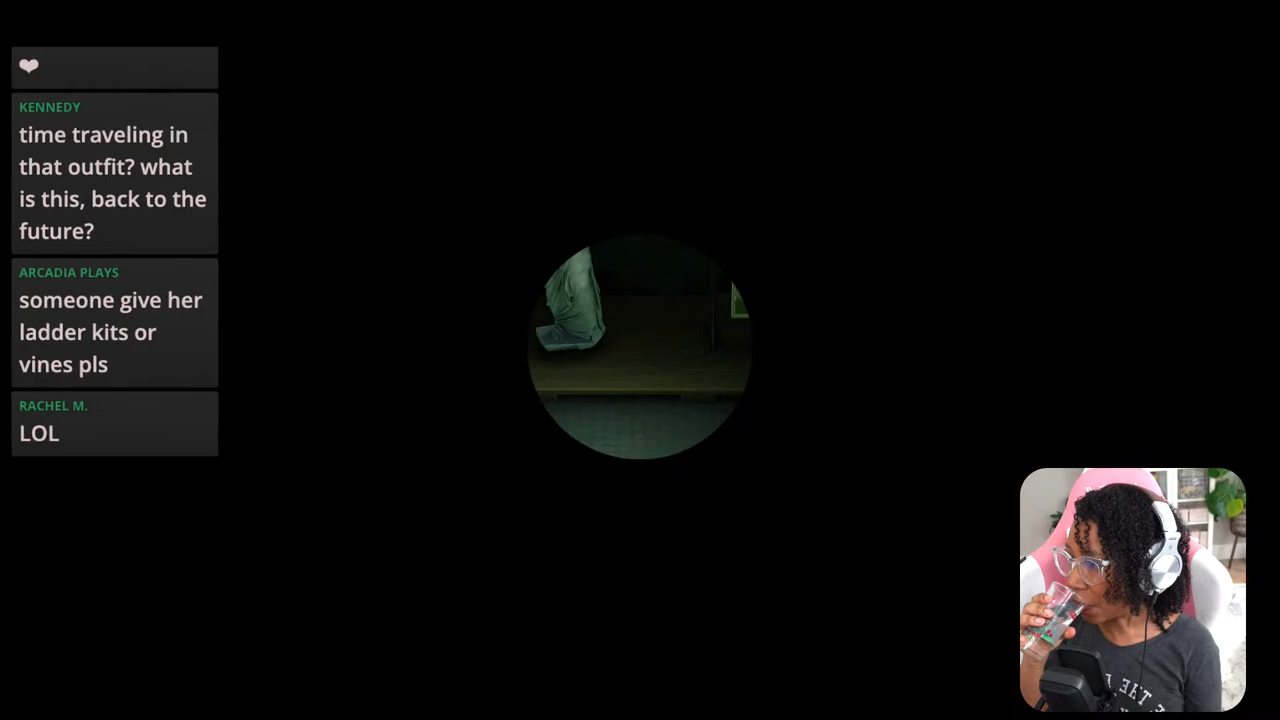 ❤
KENNEDY
time traveling in
that outfit? what
is this, back to the
future?
ARCADIA PLAYS
someone give her
ladder kits or
vines pls
RACHEL M.
LOL